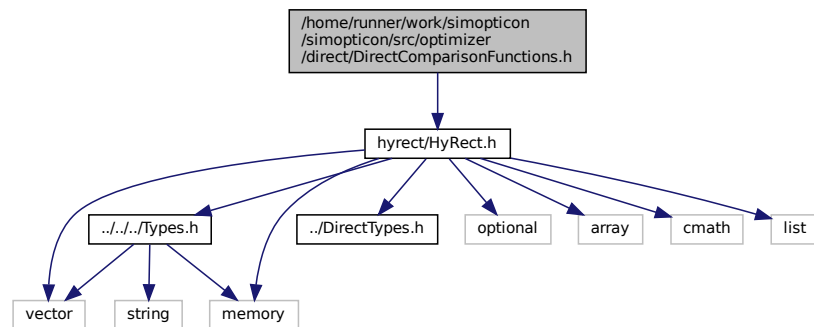 /home/runner/work/simopticon
/simopticon/src/optimizer
/direct/DirectComparisonFunctions.h
hyrect/HyRect.h
../../../Types.h
../DirectTypes.h
optional
array
cmath
list
vector
string
memory